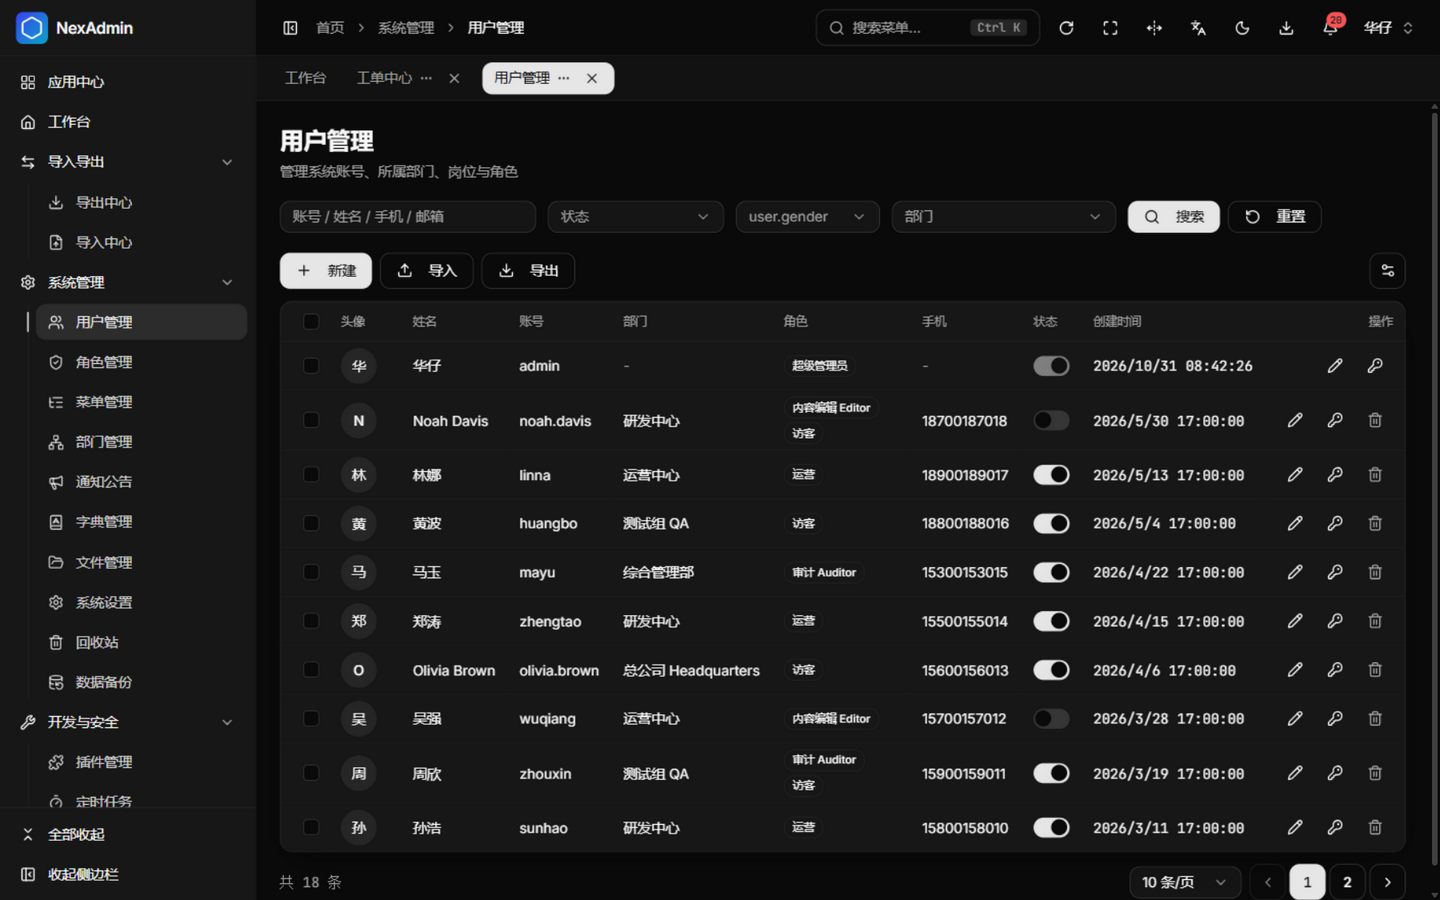 NexAdmin
首页
系统管理
用户管理
搜索菜单...
Ctrl K
28
华仔
应用中心
工作台
导入导出
导出中心
导入中心
系统管理
用户管理
角色管理
菜单管理
部门管理
通知公告
字典管理
文件管理
系统设置
回收站
数据备份
开发与安全
插件管理
定时任务
全部收起
收起侧边栏
工作台
工单中心 ···
用户管理 ···
用户管理
管理系统账号、所属部门、岗位与角色
账号 / 姓名 / 手机 / 邮箱
状态
user.gender
部门
搜索
重置
新建
导入
导出
头像 姓名 账号 部门 角色 手机 状态 创建时间 操作
华 华仔 admin - 超级管理员 - 2026/10/31 08:42:26
N Noah Davis noah.davis 研发中心 内容编辑 Editor 访客 18700187018 2026/5/30 17:00:00
林 林娜 linna 运营中心 运营 18900189017 2026/5/13 17:00:00
黄 黄波 huangbo 测试组 QA 访客 18800188016 2026/5/4 17:00:00
马 马玉 mayu 综合管理部 审计 Auditor 15300153015 2026/4/22 17:00:00
郑 郑涛 zhengtao 研发中心 运营 15500155014 2026/4/15 17:00:00
O Olivia Brown olivia.brown 总公司 Headquarters 访客 15600156013 2026/4/6 17:00:00
吴 吴强 wuqiang 运营中心 内容编辑 Editor 15700157012 2026/3/28 17:00:00
周 周欣 zhouxin 测试组 QA 审计 Auditor 访客 15900159011 2026/3/19 17:00:00
孙 孙浩 sunhao 研发中心 运营 15800158010 2026/3/11 17:00:00
共 18 条
10 条/页
1
2